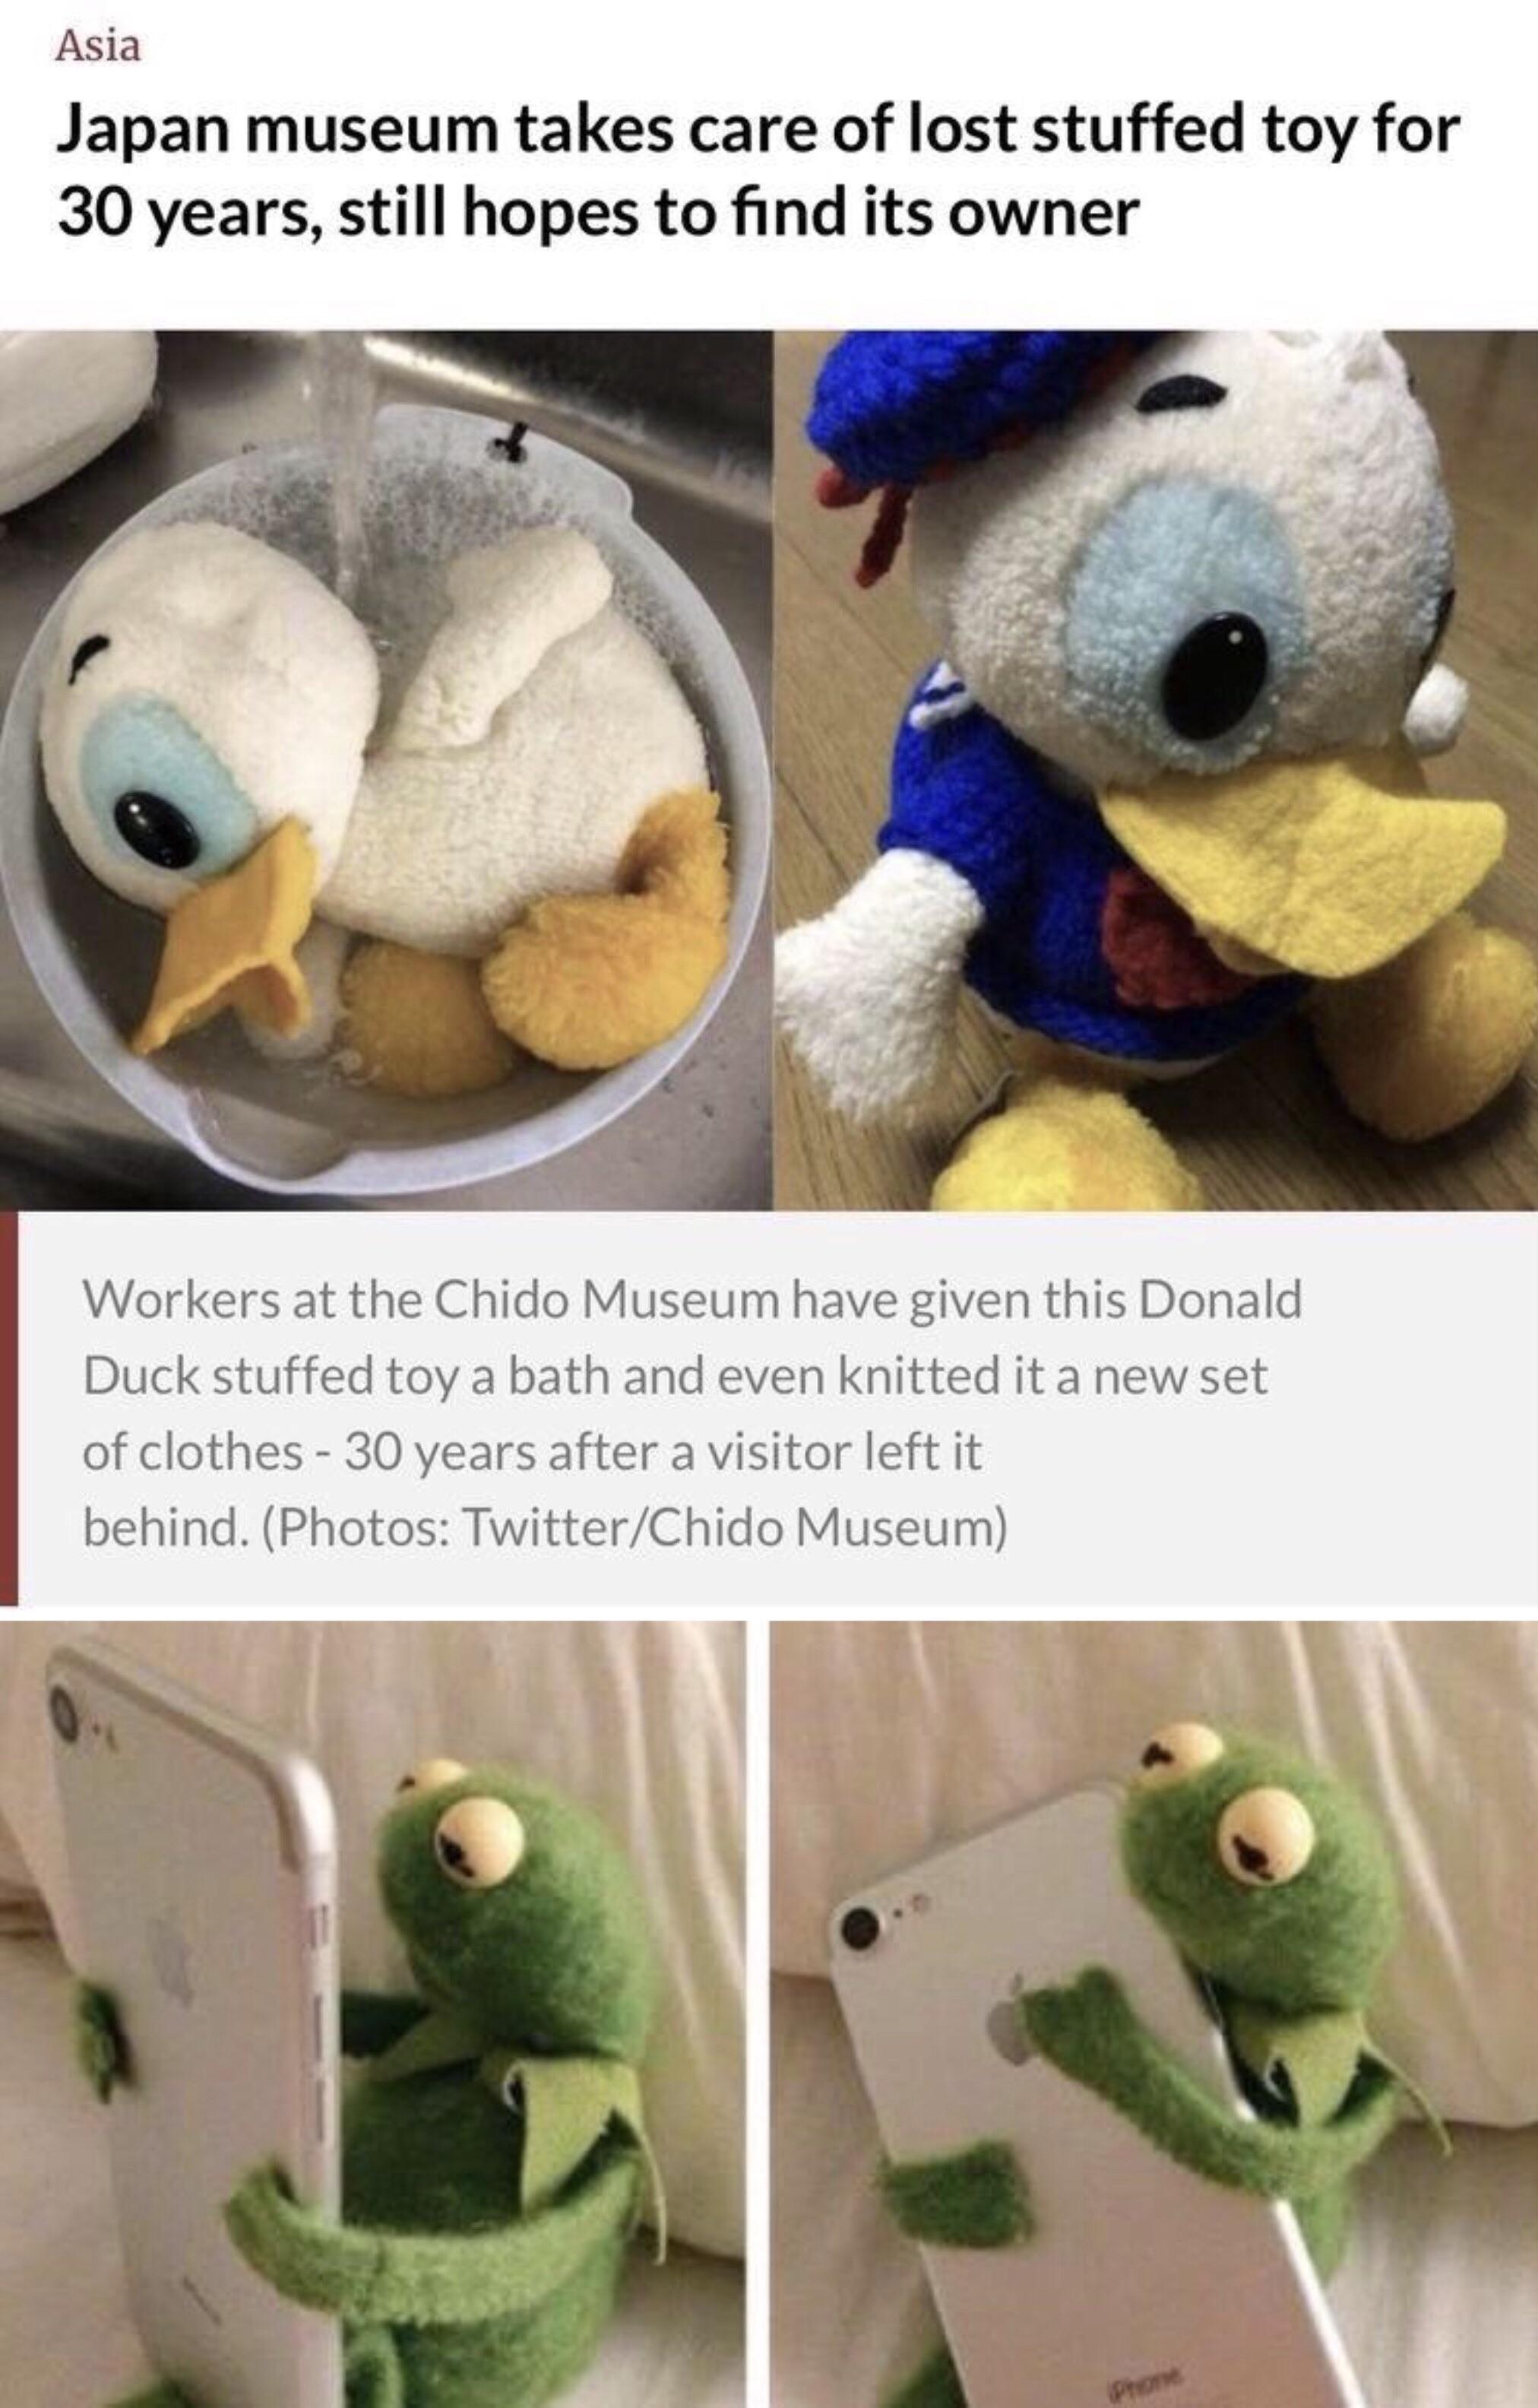 Asia
Japan museum takes care of lost stuffed toy for
30 years, still hopes to find its owner
Workers at the Chido Museum have given this Donald
Duck stuffed toy a bath and even knitted it a new set
of clothes - 30 years after a visitor left it
behind. (Photos: Twitter/Chido Museum)
iPhone